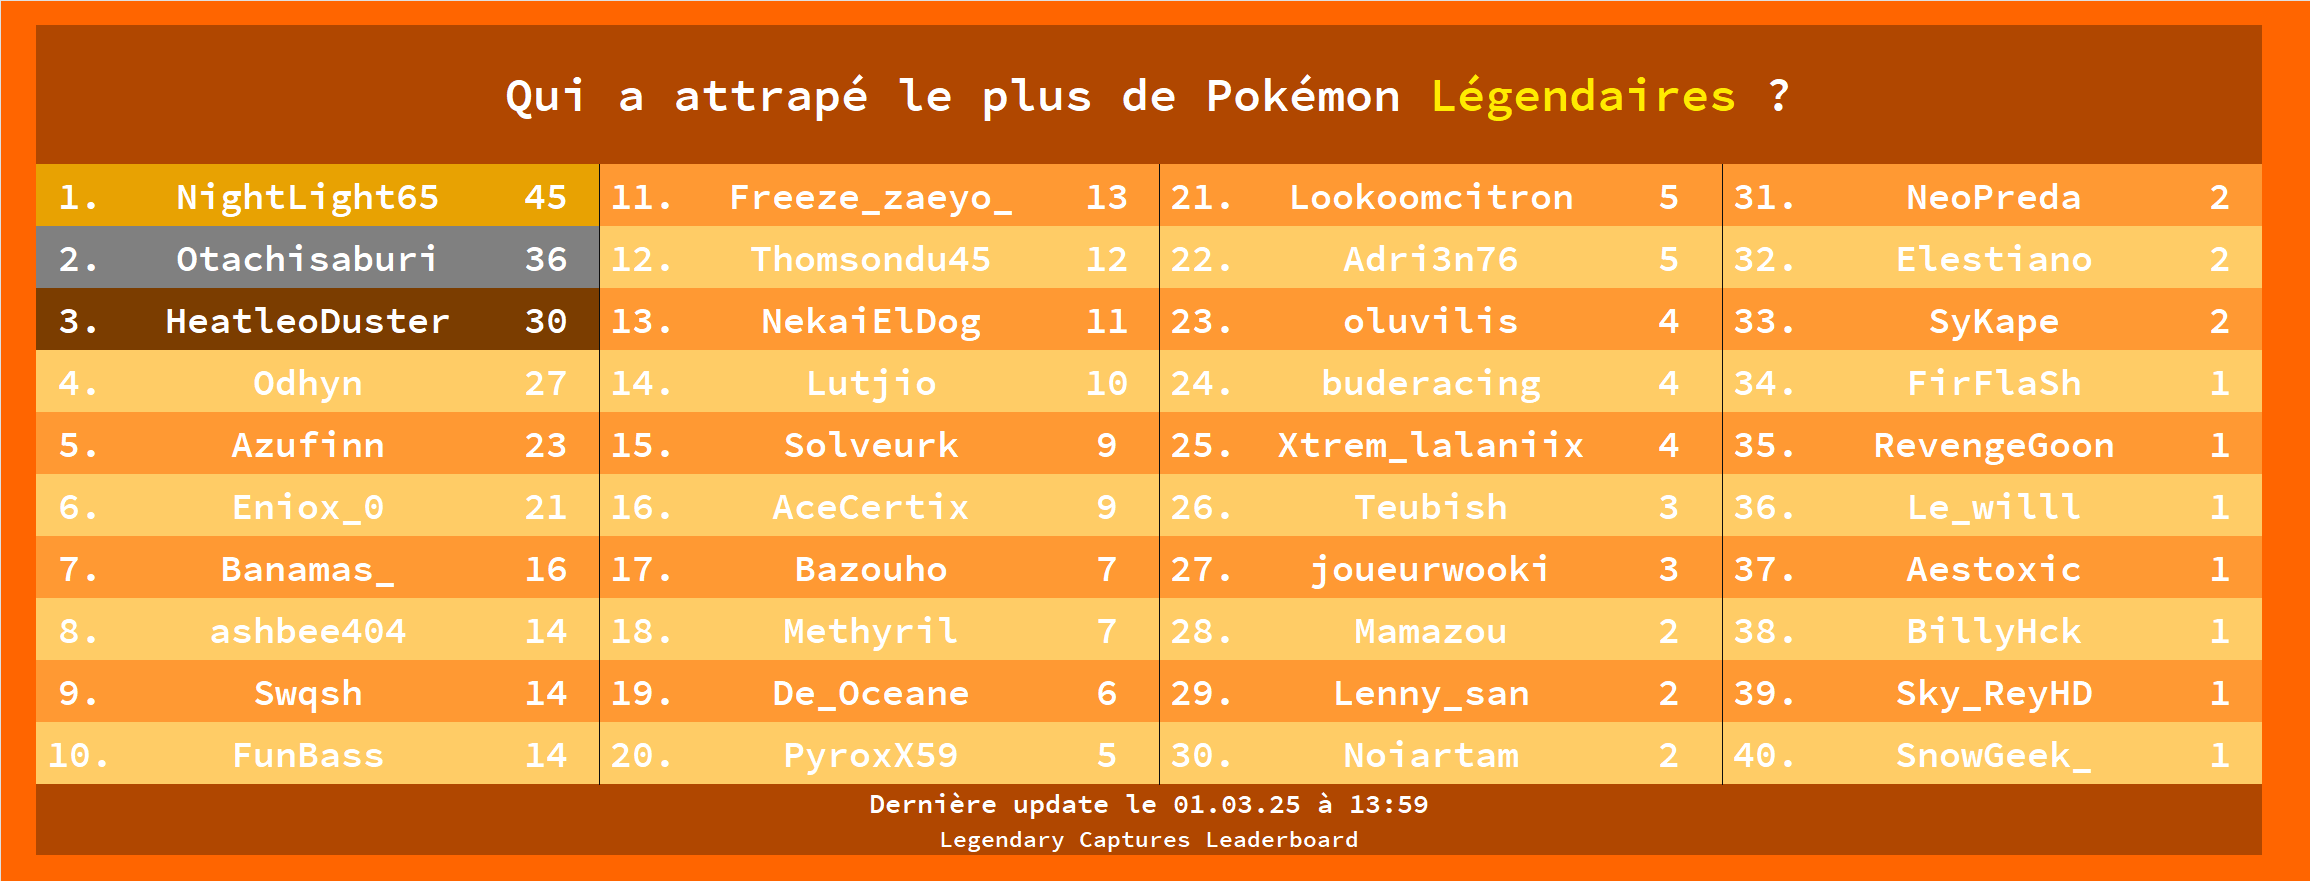 Qui a attrapé le plus de Pokémon Légendaires ?
1. NightLight65 45
2. Otachisaburi 36
3. HeatleoDuster 30
4. Odhyn 27
5. Azufinn 23
6. Eniox_0 21
7. Banamas_ 16
8. ashbee404 14
9. Swqsh 14
10. FunBass 14
11. Freeze_zaeyo_ 13
12. Thomsondu45 12
13. NekaiElDog 11
14. Lutjio 10
15. Solveurk 9
16. AceCertix 9
17. Bazouho 7
18. Methyril 7
19. De_Oceane 6
20. PyroxX59 5
21. Lookoomcitron 5
22. Adri3n76 5
23. oluvilis 4
24. buderacing 4
25. Xtrem_lalaniix 4
26. Teubish 3
27. joueurwooki 3
28. Mamazou 2
29. Lenny_san 2
30. Noiartam 2
31. NeoPreda 2
32. Elestiano 2
33. SyKape 2
34. FirFlaSh 1
35. RevengeGoon 1
36. Le_willl 1
37. Aestoxic 1
38. BillyHck 1
39. Sky_ReyHD 1
40. SnowGeek_ 1
Dernière update le 01.03.25 à 13:59
Legendary Captures Leaderboard